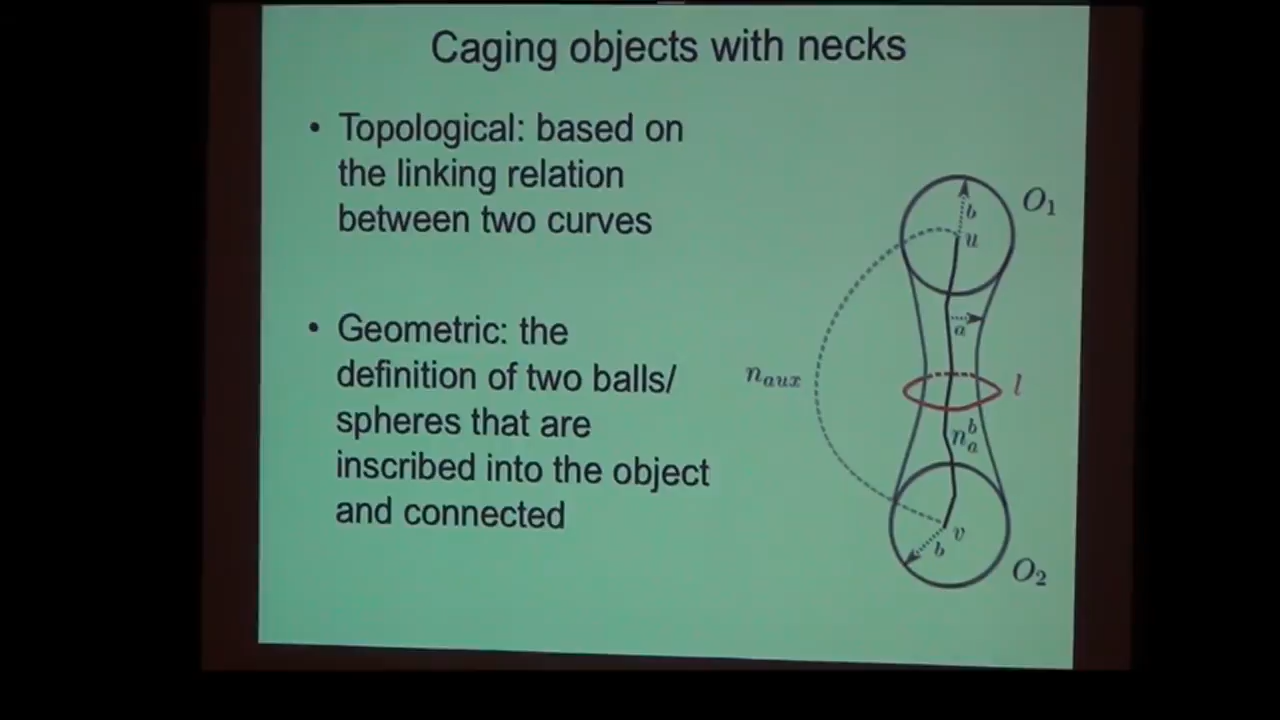 Caging objects with necks
• Topological: based on
the linking relation
between two curves
• Geometric: the
definition of two balls/
spheres that are
inscribed into the object
and connected
O₁
b
u
a
n_aux
l
n_a^b
v
b
O₂